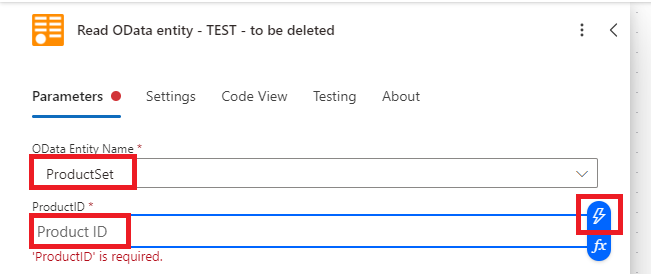 Read OData entity - TEST - to be deleted
Parameters Settings Code View Testing About
OData Entity Name *
ProductSet
ProductID *
Product ID
fx
'ProductID' is required.